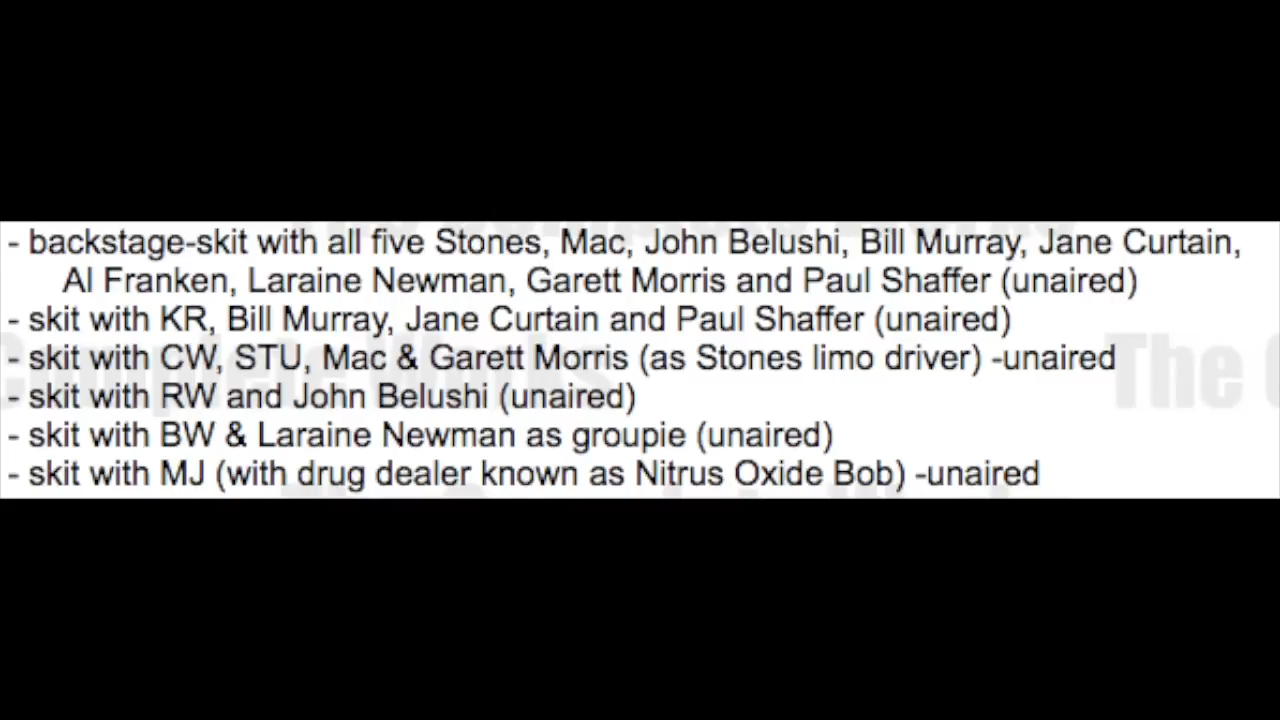 - backstage-skit with all five Stones, Mac, John Belushi, Bill Murray, Jane Curtain,
Al Franken, Laraine Newman, Garett Morris and Paul Shaffer (unaired)
- skit with KR, Bill Murray, Jane Curtain and Paul Shaffer (unaired)
- skit with CW, STU, Mac & Garett Morris (as Stones limo driver) -unaired
- skit with RW and John Belushi (unaired)
- skit with BW & Laraine Newman as groupie (unaired)
- skit with MJ (with drug dealer known as Nitrus Oxide Bob) -unaired